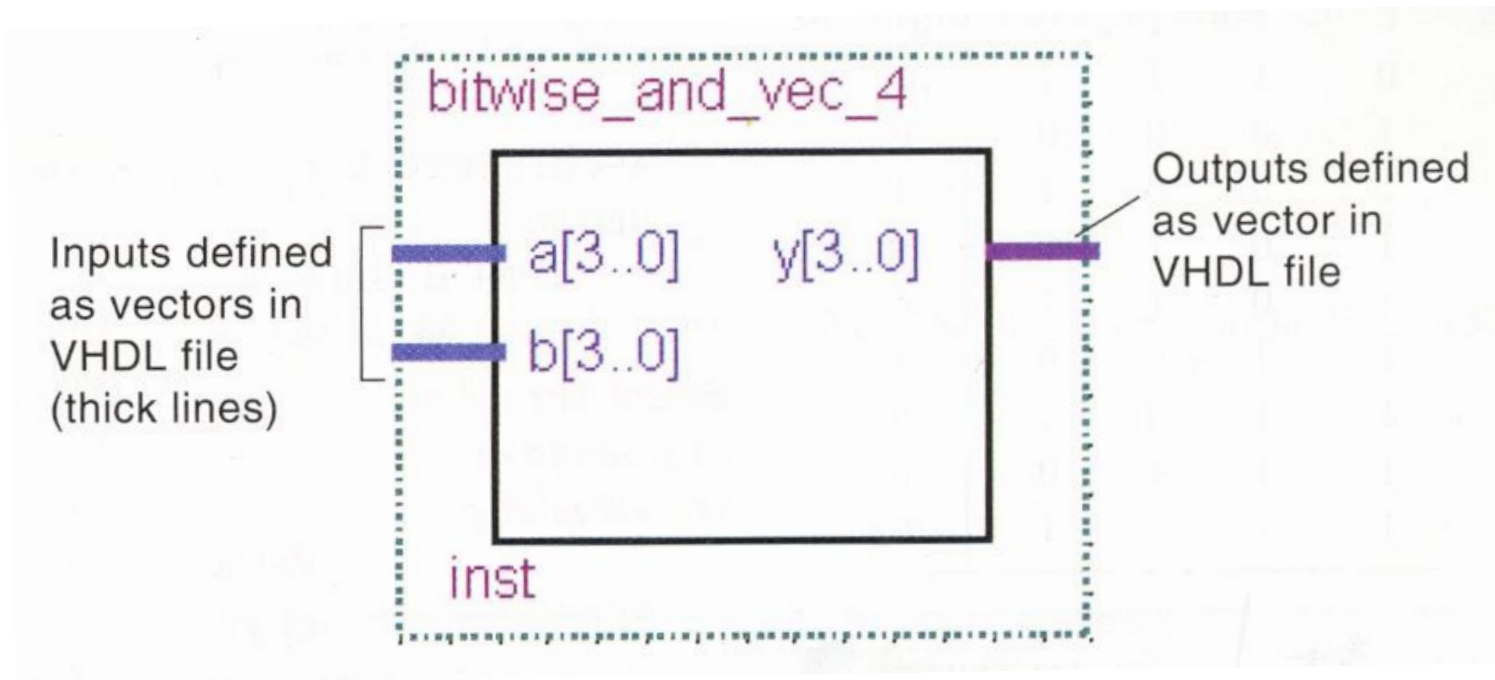 bitwise_and_vec_4
Inputs defined
as vectors in
VHDL file
(thick lines)
a[3..0]
b[3..0]
y[3..0]
Outputs defined
as vector in
VHDL file
inst